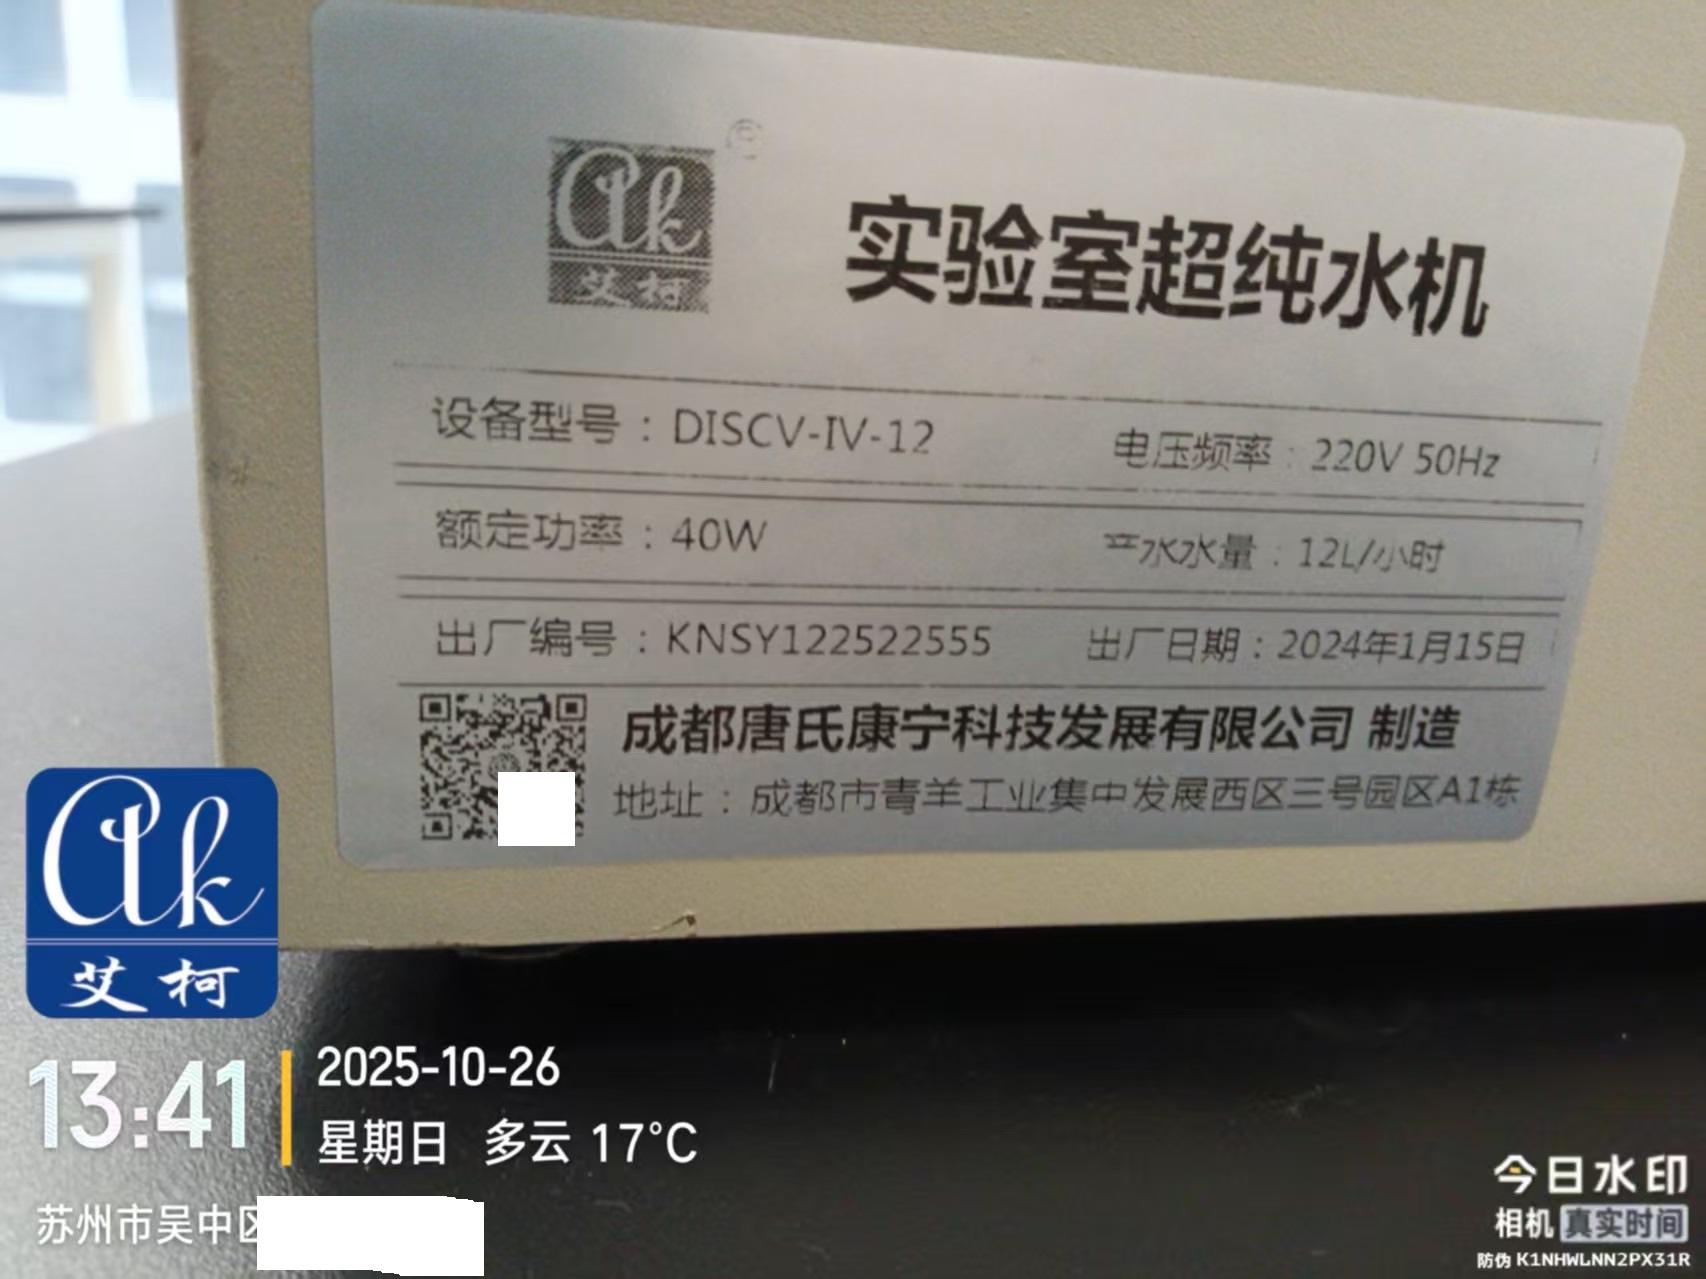 ak
艾柯
®
实验室超纯水机
设备型号：DISCV-IV-12 电压频率：220V 50Hz
额定功率：40W 产水水量：12L/小时
出厂编号：KNSY122522555 出厂日期：2024年1月15日
成都唐氏康宁科技发展有限公司 制造
地址：成都市青羊工业集中发展西区三号园区A1栋
ak
艾柯
13:41
2025-10-26
星期日 多云 17°C
苏州市吴中区
今日水印
相机 真实时间
防伪 K1NHWLNN2PX31R